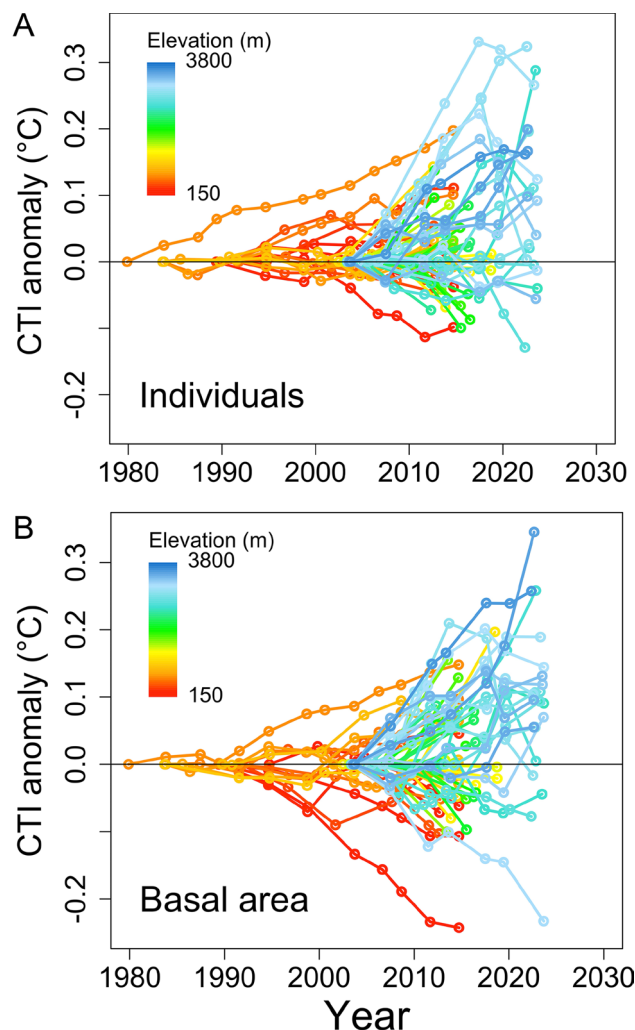 A
Elevation (m)
3800
150
CTI anomaly (°C)
0.3
0.2
0.1
0.0
-0.2
Individuals
1980 1990 2000 2010 2020 2030
B
Elevation (m)
3800
150
CTI anomaly (°C)
0.3
0.2
0.1
0.0
-0.2
Basal area
1980 1990 2000 2010 2020 2030
Year